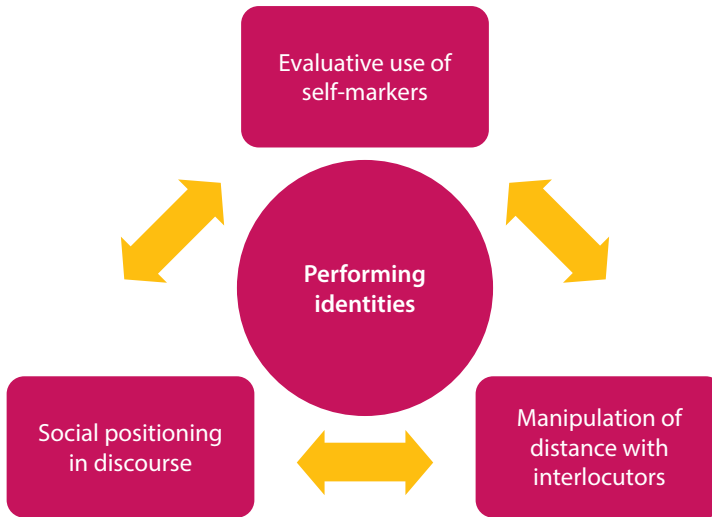 Evaluative use of
self-markers
Performing
identities
Social positioning
in discourse
Manipulation of
distance with
interlocutors